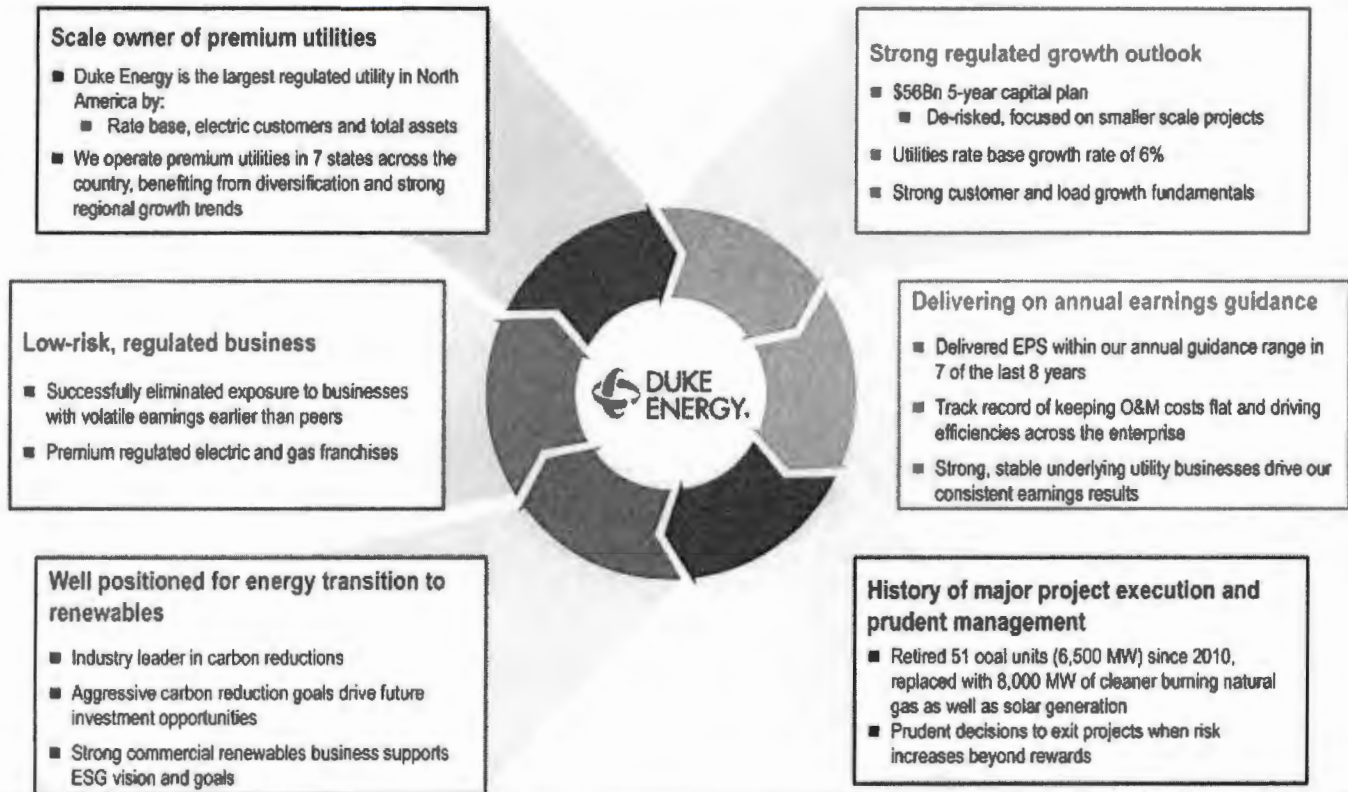 Scale owner of premium utilities
■ Duke Energy is the largest regulated utility in North
America by:
■ Rate base, electric customers and total assets
■ We operate premium utilities in 7 states across the
country, benefiting from diversification and strong
regional growth trends
Strong regulated growth outlook
■ $56Bn 5-year capital plan
■ De-risked, focused on smaller scale projects
■ Utilities rate base growth rate of 6%
■ Strong customer and load growth fundamentals
Low-risk, regulated business
■ Successfully eliminated exposure to businesses
with volatile earnings earlier than peers
■ Premium regulated electric and gas franchises
DUKE
ENERGY.
Delivering on annual earnings guidance
■ Delivered EPS within our annual guidance range in
7 of the last 8 years
■ Track record of keeping O&M costs flat and driving
efficiencies across the enterprise
■ Strong, stable underlying utility businesses drive our
consistent earnings results
Well positioned for energy transition to
renewables
■ Industry leader in carbon reductions
■ Aggressive carbon reduction goals drive future
investment opportunities
■ Strong commercial renewables business supports
ESG vision and goals
History of major project execution and
prudent management
■ Retired 51 coal units (6,500 MW) since 2010,
replaced with 8,000 MW of cleaner burning natural
gas as well as solar generation
■ Prudent decisions to exit projects when risk
increases beyond rewards